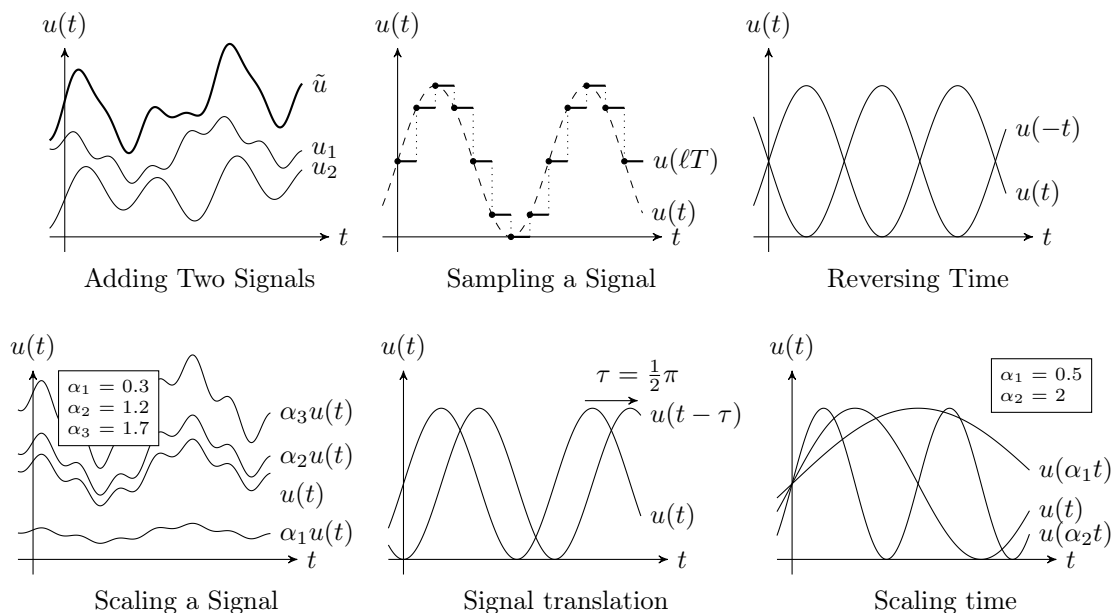 u(t)
ũ
u₁
u₂
t
Adding Two Signals
u(t)
u(ℓT)
u(t)
t
Sampling a Signal
u(t)
u(−t)
u(t)
t
Reversing Time
u(t)
α₁ = 0.3
α₂ = 1.2
α₃ = 1.7
α₃u(t)
α₂u(t)
u(t)
α₁u(t)
t
Scaling a Signal
u(t)
τ = ½π
u(t − τ)
u(t)
t
Signal translation
u(t)
α₁ = 0.5
α₂ = 2
u(α₁t)
u(t)
u(α₂t)
t
Scaling time